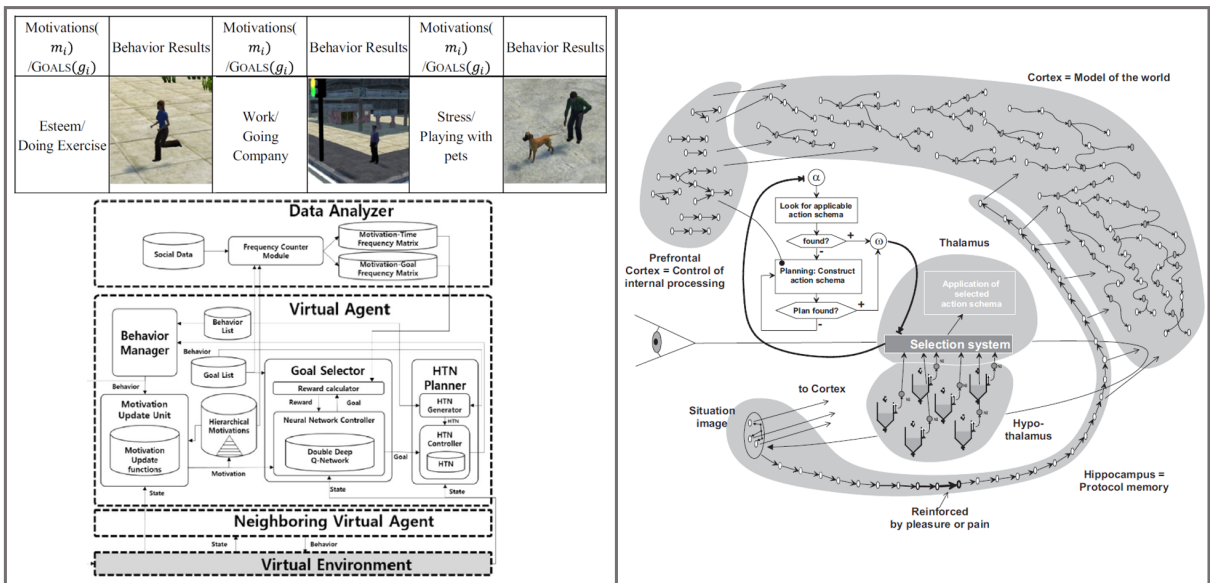 Motivations(
m_i)
/GOALS(g_i)
Behavior Results
Motivations(
m_i)
/GOALS(g_i)
Behavior Results
Motivations(
m_i)
/GOALS(g_i)
Behavior Results
Esteem/
Doing Exercise
Work/
Going
Company
Stress/
Playing with
pets
Data Analyzer
Social Data
Frequency Counter
Module
Motivation-Time
Frequency Matrix
Motivation-Goal
Frequency Matrix
Virtual Agent
Behavior
Manager
Behavior
List
Behavior
Goal List
Behavior
Motivation
Update Unit
Motivation
Update
functions
Hierarchical
Motivations
Motivation
State
Goal Selector
Reward calculator
Reward
Goal
Neural Network Controller
Double Deep
Q-Network
Goal
State
HTN
Planner
HTN
Generator
HTN
HTN
Controller
HTN
State
Neighboring Virtual Agent
State
Behavior
Virtual Environment
Cortex = Model of the world
α
Look for applicable
action schema
found?
+
-
ω
Planning: Construct
action schema
Plan found?
+
-
Prefrontal
Cortex = Control of
internal processing
Thalamus
Application of
selected
action schema
Selection system
to Cortex
Situation
image
Hypo-
thalamus
Hippocampus =
Protocol memory
Reinforced
by pleasure or pain